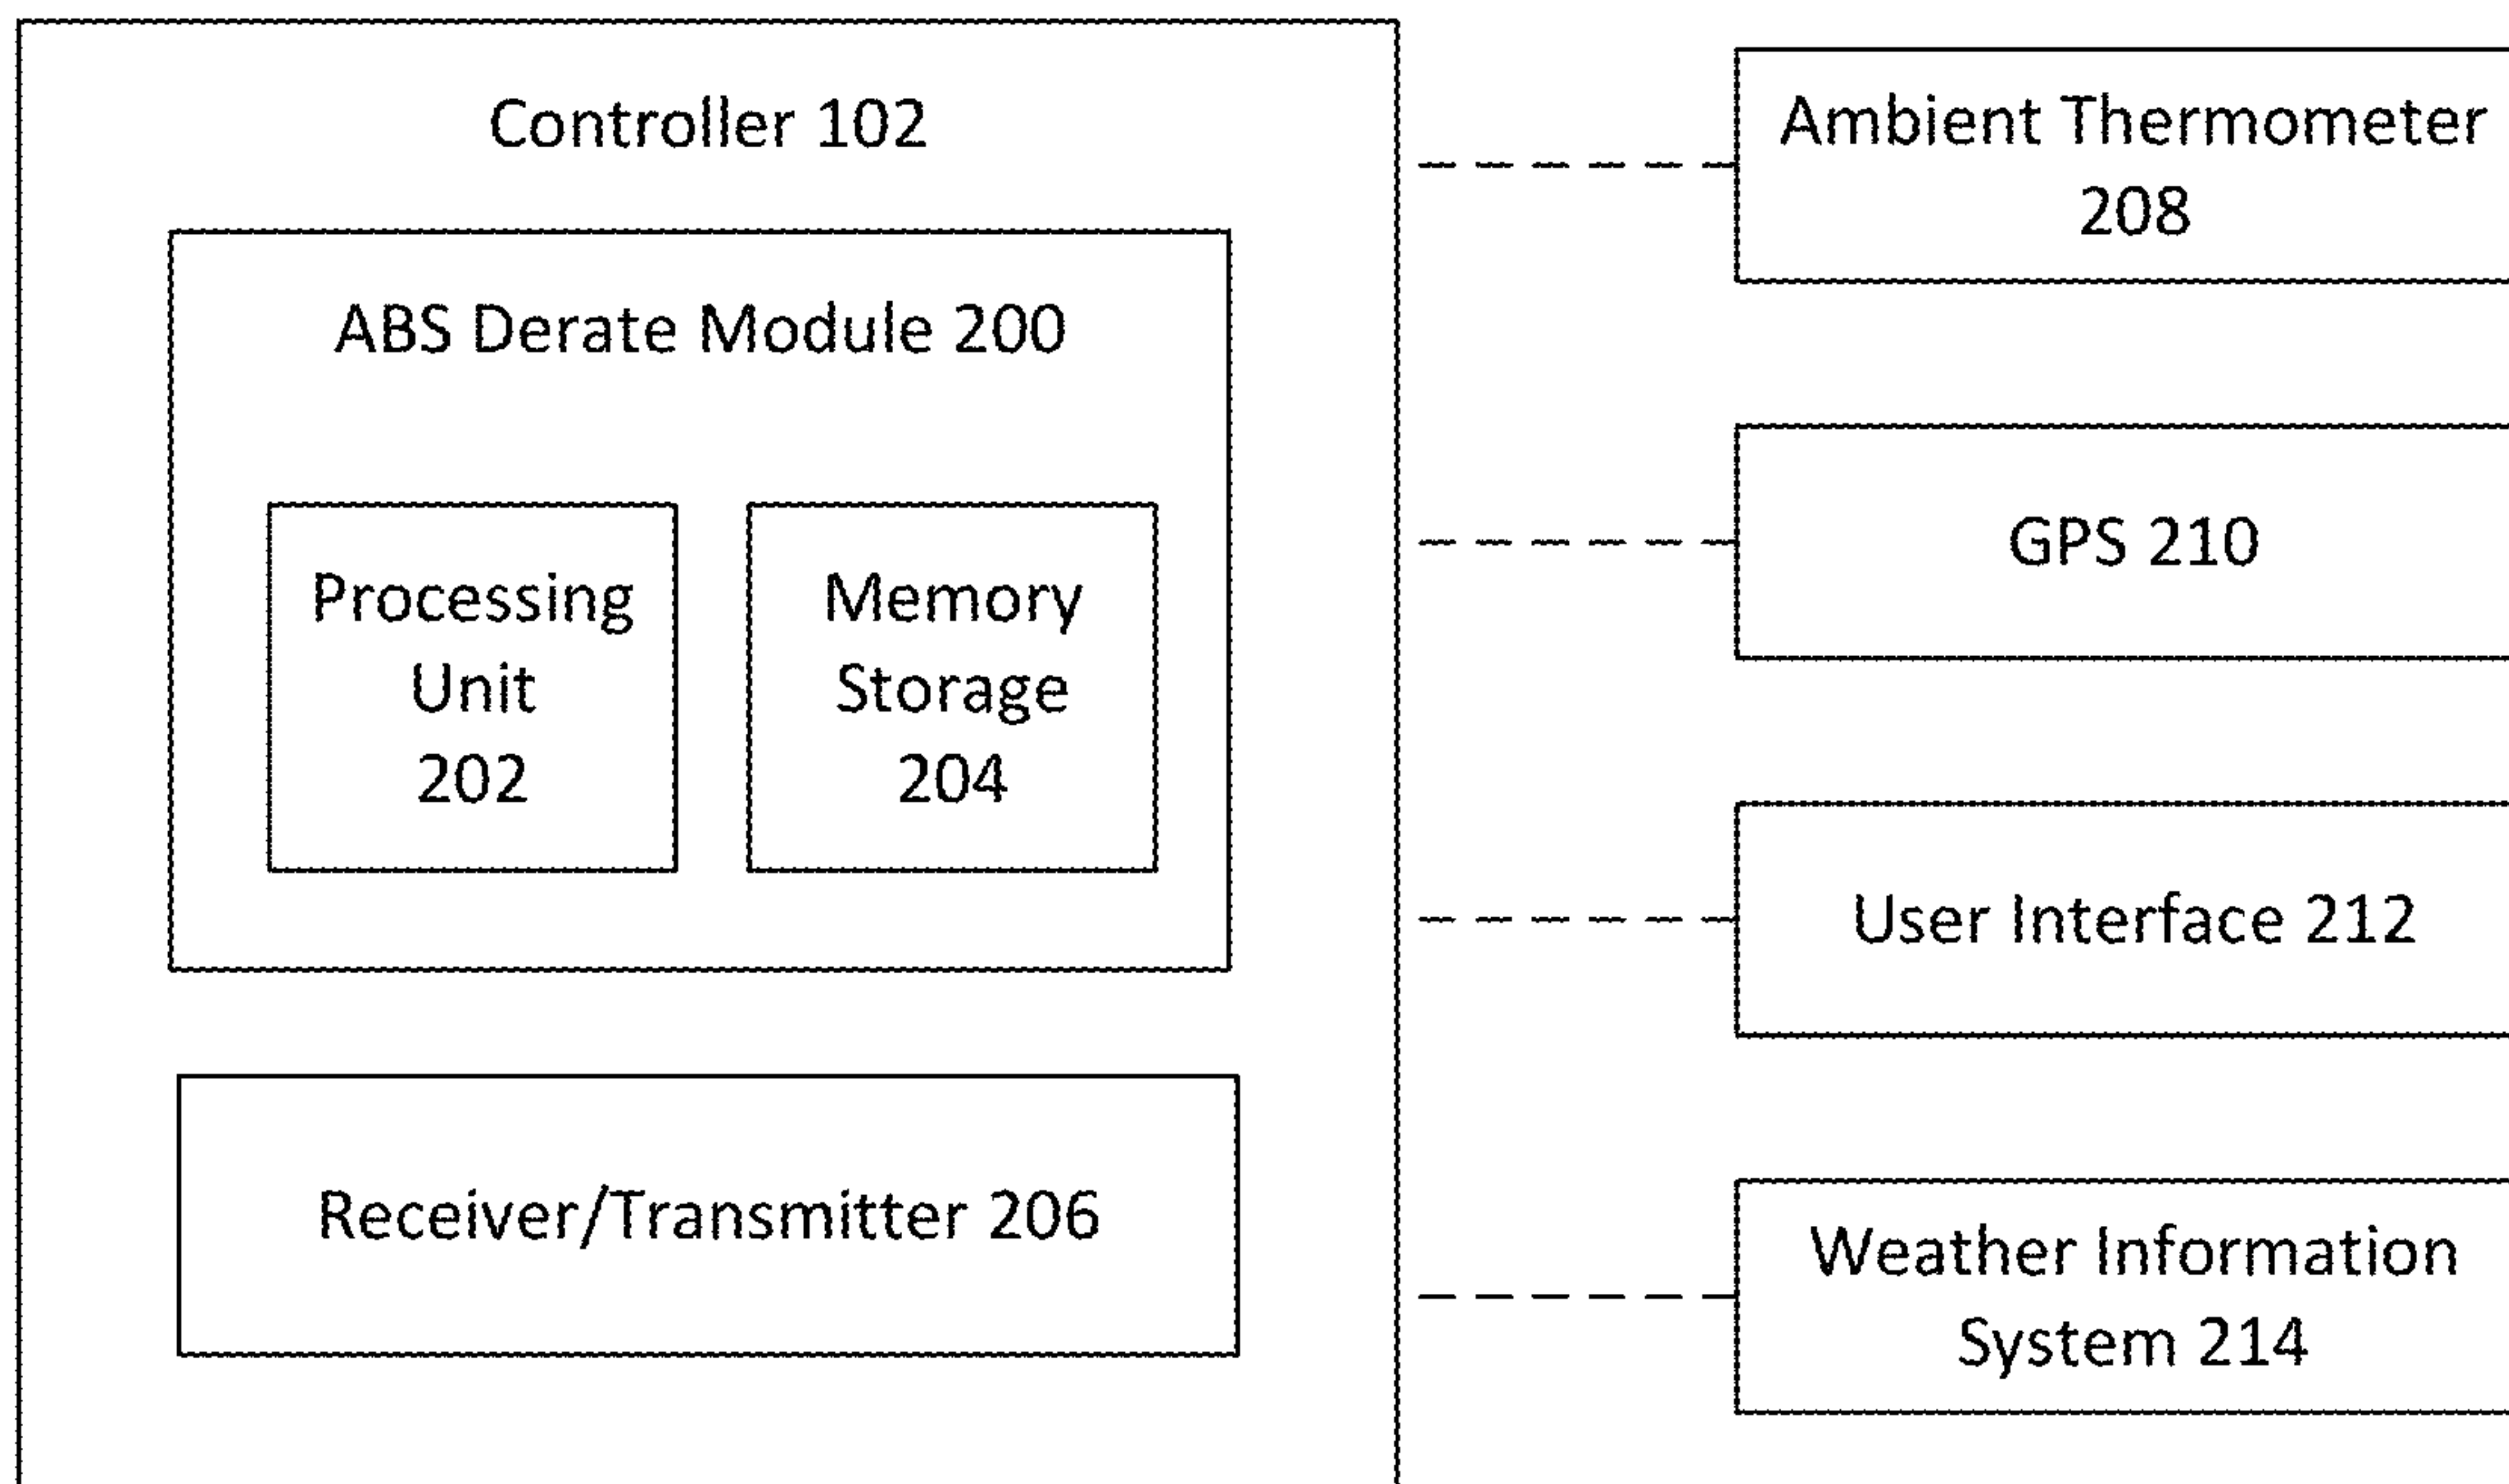 Controller 102
ABS Derate Module 200
Processing
Unit
202
Memory
Storage
204
Receiver/Transmitter 206
Ambient Thermometer
208
GPS 210
User Interface 212
Weather Information
System 214